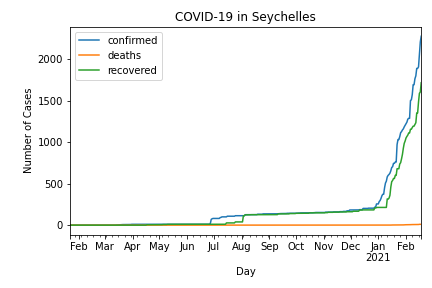 COVID-19 in Seychelles
confirmed
deaths
recovered
Number of Cases
2000
1500
1000
500
0
Feb Mar Apr May Jun Jul Aug Sep Oct Nov Dec Jan Feb
2021
Day